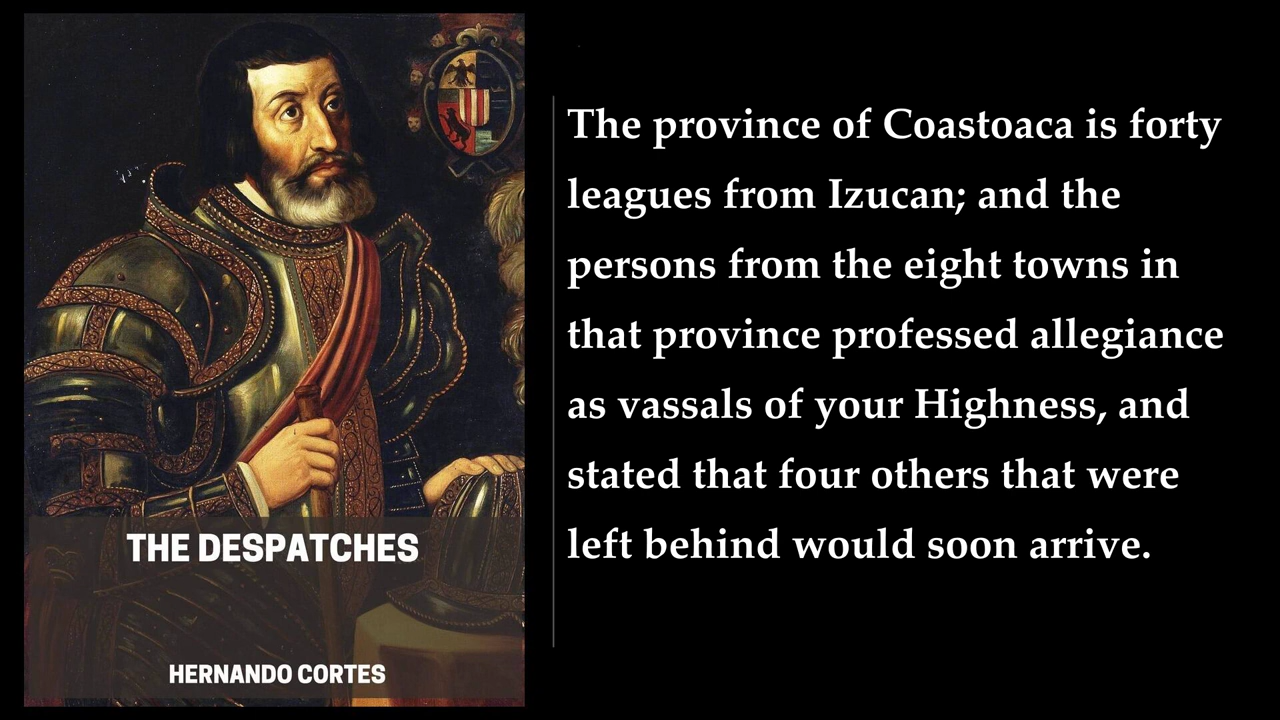 THE DESPATCHES
HERNANDO CORTES
The province of Coastoaca is forty
leagues from Izucan; and the
persons from the eight towns in
that province professed allegiance
as vassals of your Highness, and
stated that four others that were
left behind would soon arrive.